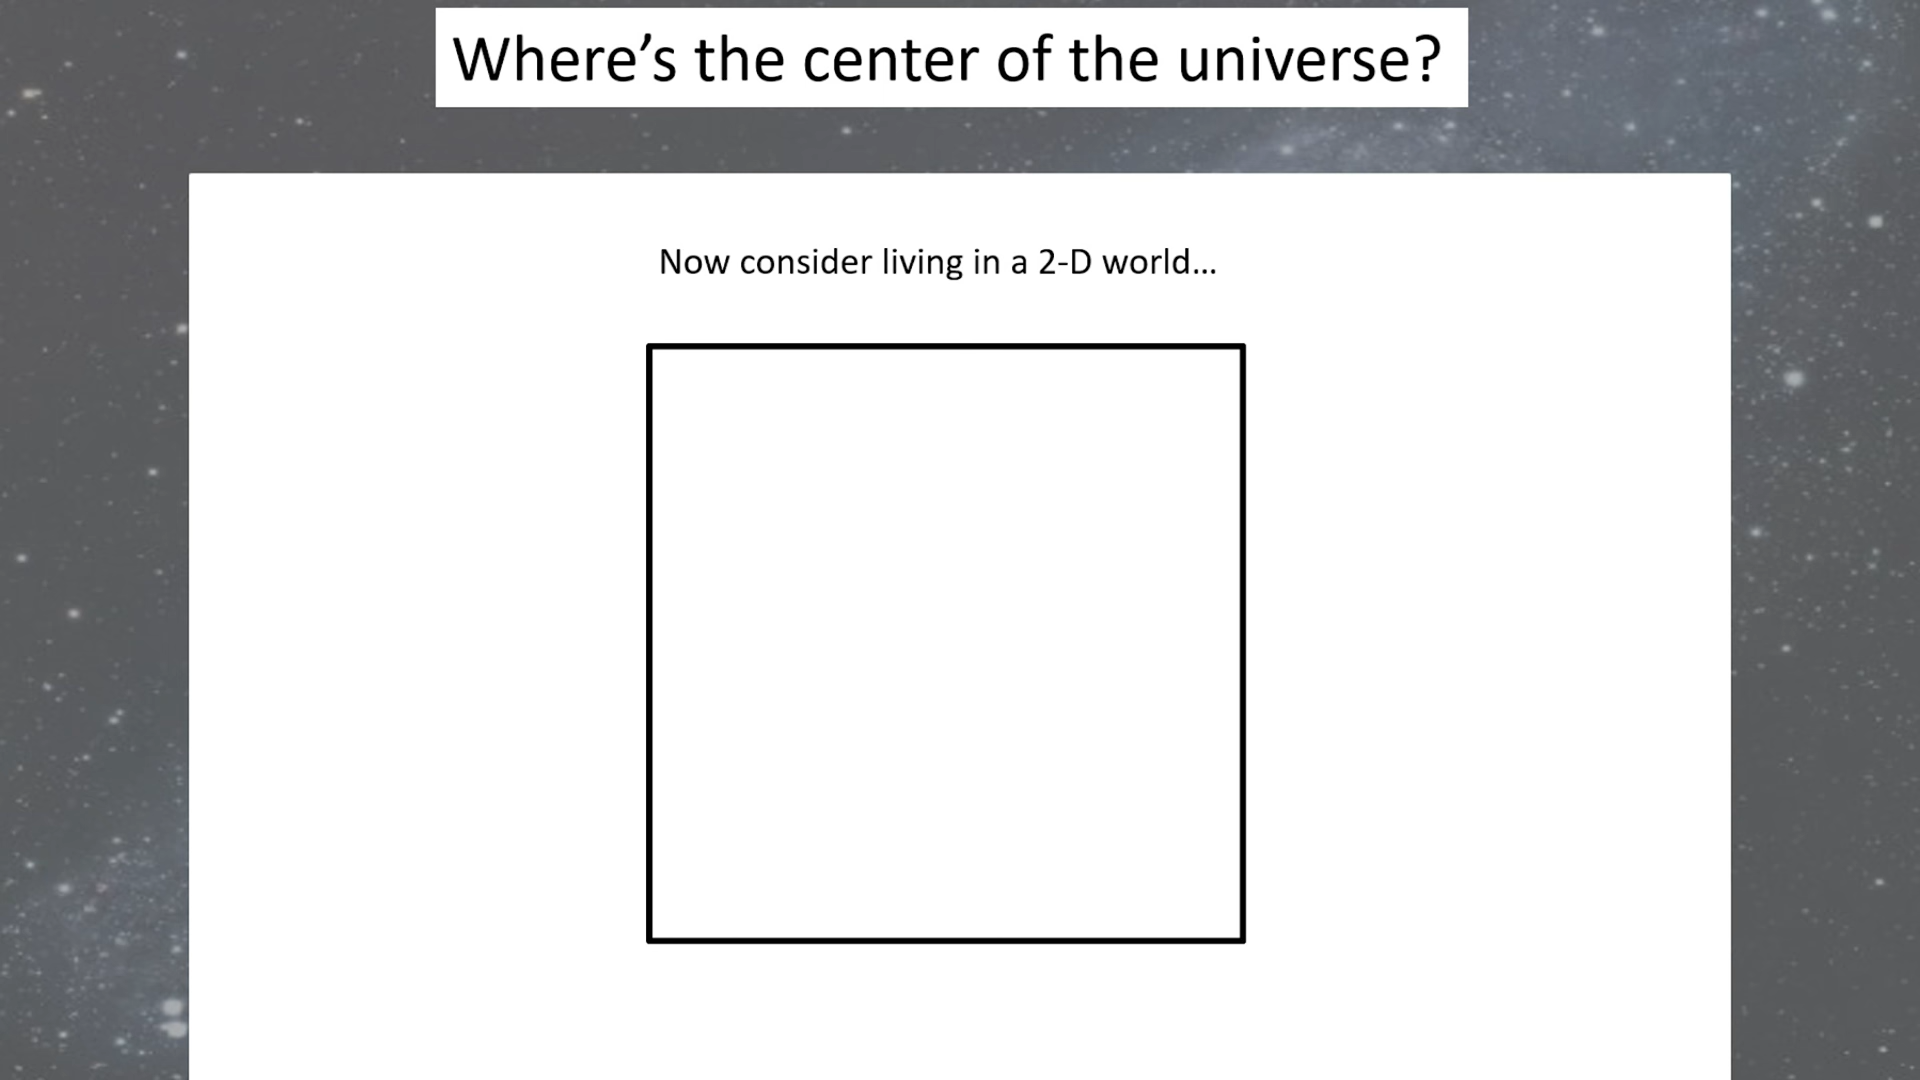 Where’s the center of the universe?
Now consider living in a 2-D world...